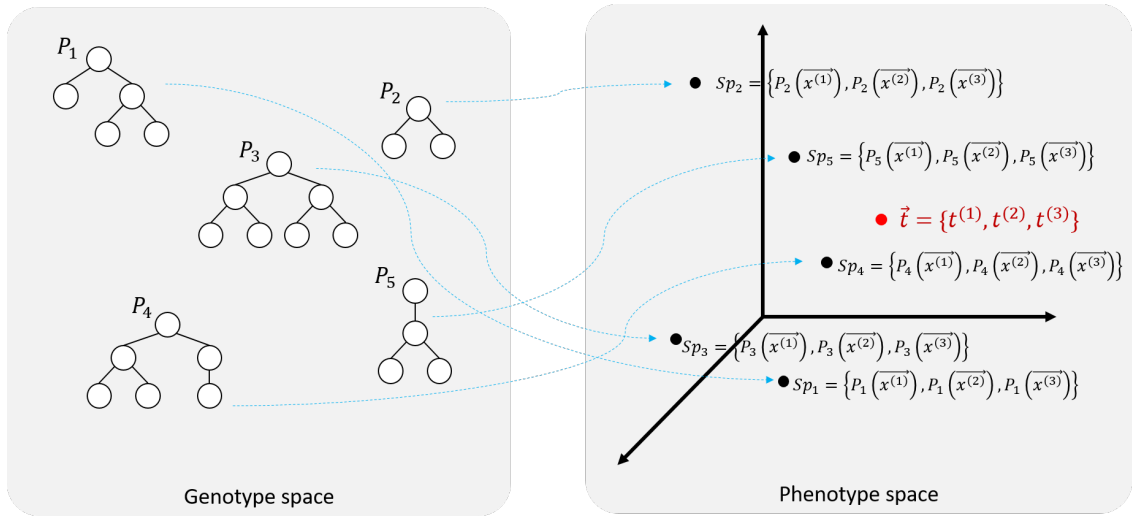 P₁
P₂
P₃
P₅
P₄
Genotype space
Sp₂ = {P₂(x⃗⁽¹⁾), P₂(x⃗⁽²⁾), P₂(x⃗⁽³⁾)}
Sp₅ = {P₅(x⃗⁽¹⁾), P₅(x⃗⁽²⁾), P₅(x⃗⁽³⁾)}
t⃗ = {t⁽¹⁾, t⁽²⁾, t⁽³⁾}
Sp₄ = {P₄(x⃗⁽¹⁾), P₄(x⃗⁽²⁾), P₄(x⃗⁽³⁾)}
Sp₃ = {P₃(x⃗⁽¹⁾), P₃(x⃗⁽²⁾), P₃(x⃗⁽³⁾)}
Sp₁ = {P₁(x⃗⁽¹⁾), P₁(x⃗⁽²⁾), P₁(x⃗⁽³⁾)}
Phenotype space